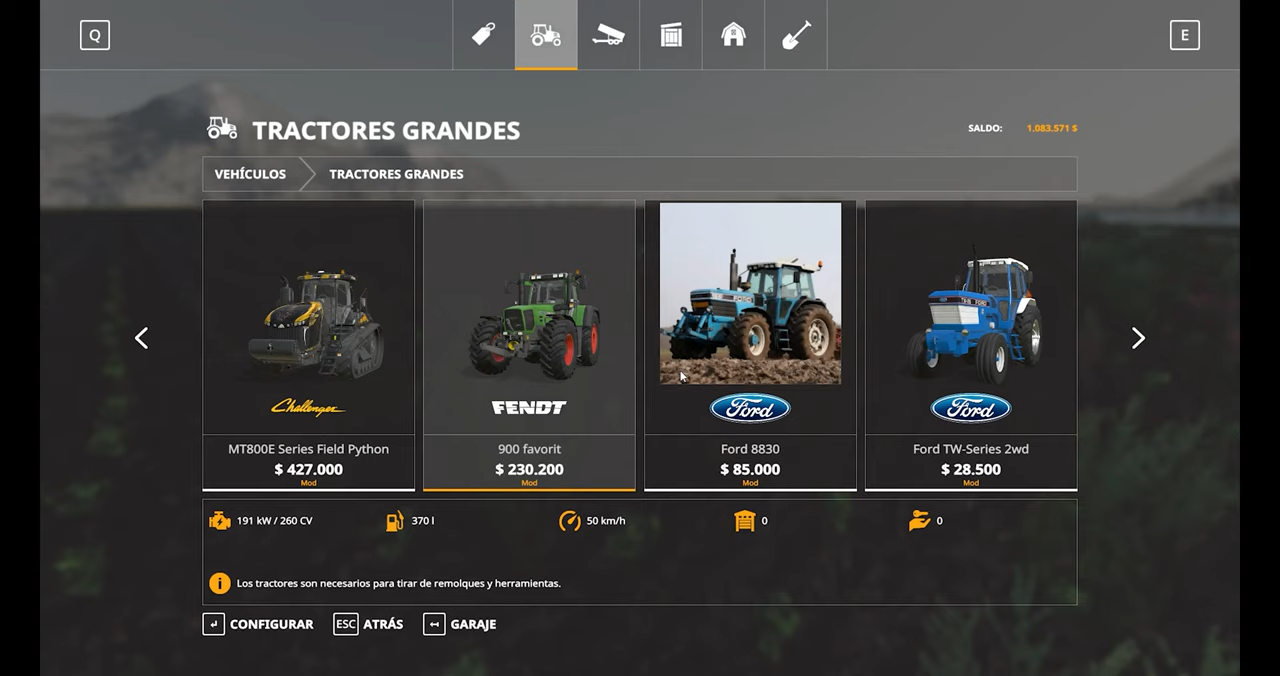 Q
E
TRACTORES GRANDES
SALDO: 1.083.571 $
VEHÍCULOS TRACTORES GRANDES
Challenger
FENDT
Ford
Ford
MT800E Series Field Python
$ 427.000
Mod
900 favorit
$ 230.200
Mod
Ford 8830
$ 85.000
Mod
Ford TW-Series 2wd
$ 28.500
Mod
191 kW / 260 CV
370 l
50 km/h
0
0
Los tractores son necesarios para tirar de remolques y herramientas.
CONFIGURAR
ESC ATRÁS
GARAJE